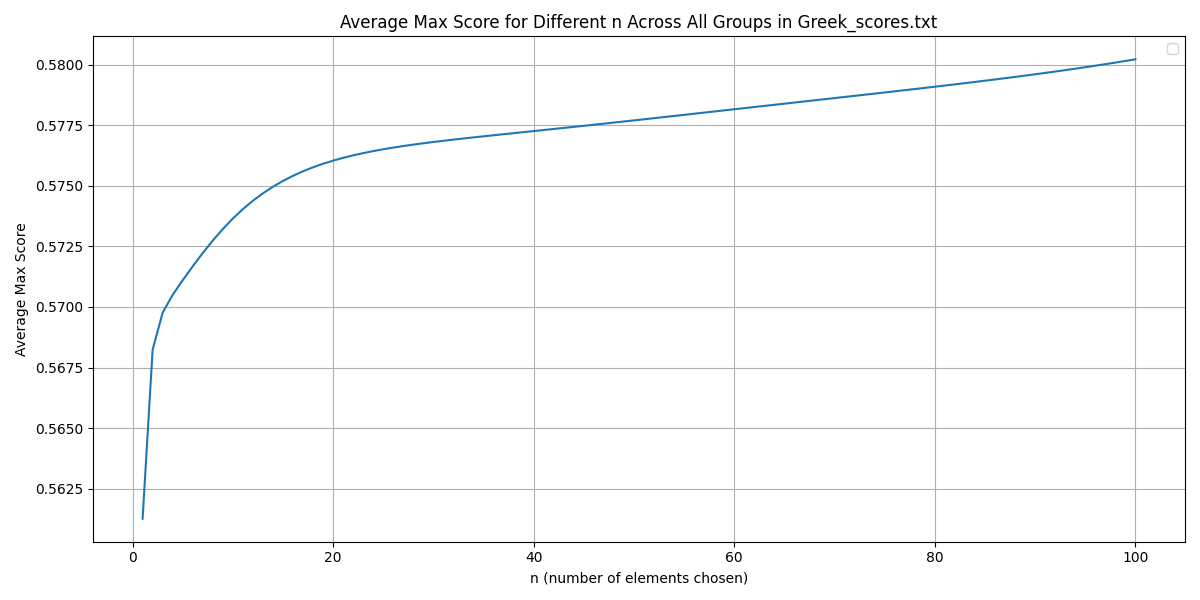 Average Max Score for Different n Across All Groups in Greek_scores.txt
0.5800
0.5775
0.5750
0.5725
0.5700
0.5675
0.5650
0.5625
Average Max Score
0 20 40 60 80 100
n (number of elements chosen)